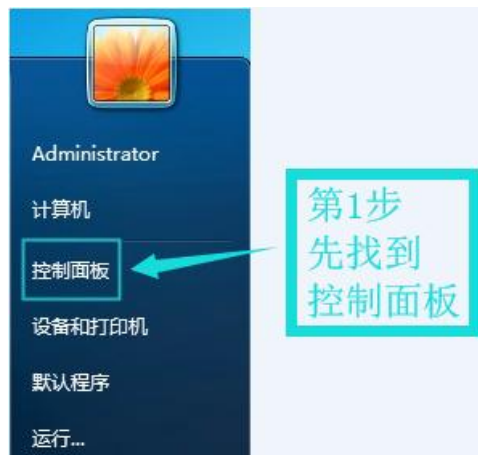 Administrator
计算机
控制面板
设备和打印机
默认程序
运行...
第1步
先找到
控制面板